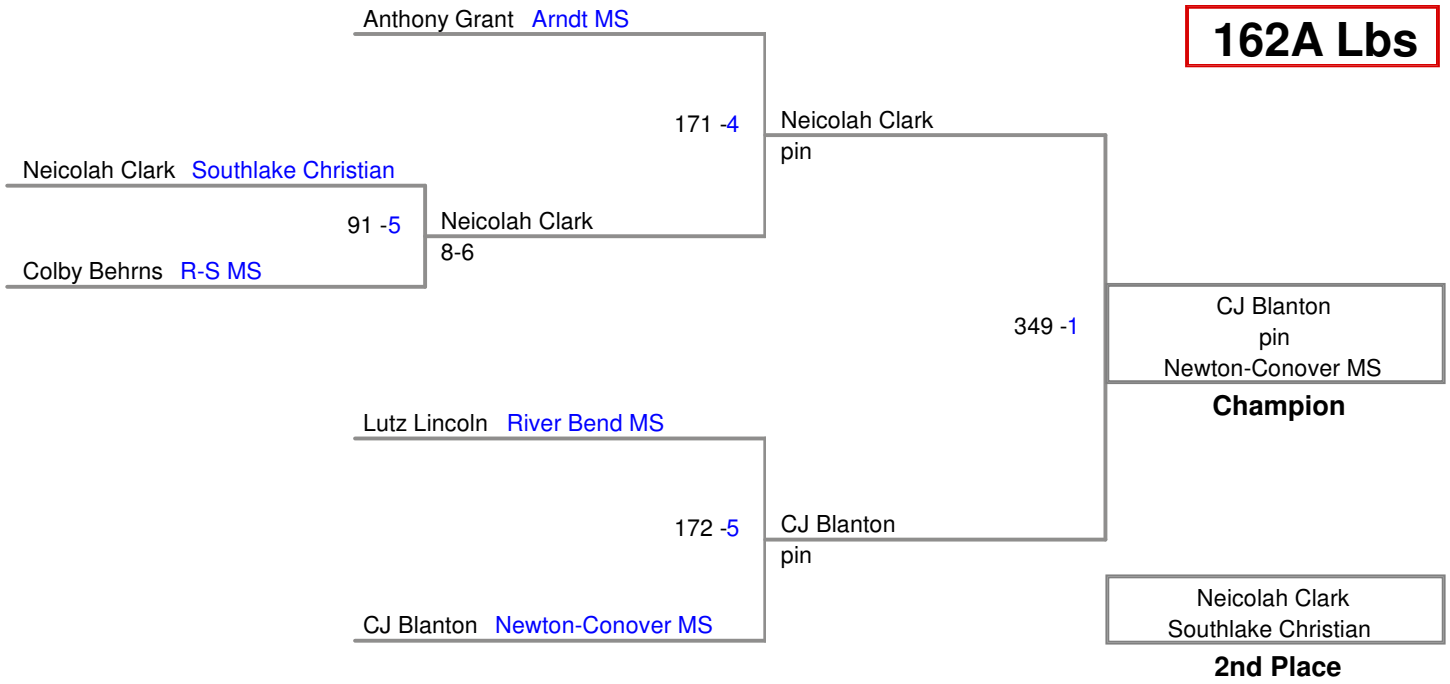 Anthony Grant Arndt MS
162A Lbs
171 -4
Neicolah Clark
pin
Neicolah Clark Southlake Christian
91 -5
Neicolah Clark
8-6
Colby Behrns R-S MS
349 -1
CJ Blanton
pin
Newton-Conover MS
Champion
Lutz Lincoln River Bend MS
172 -5
CJ Blanton
pin
CJ Blanton Newton-Conover MS
Neicolah Clark
Southlake Christian
2nd Place